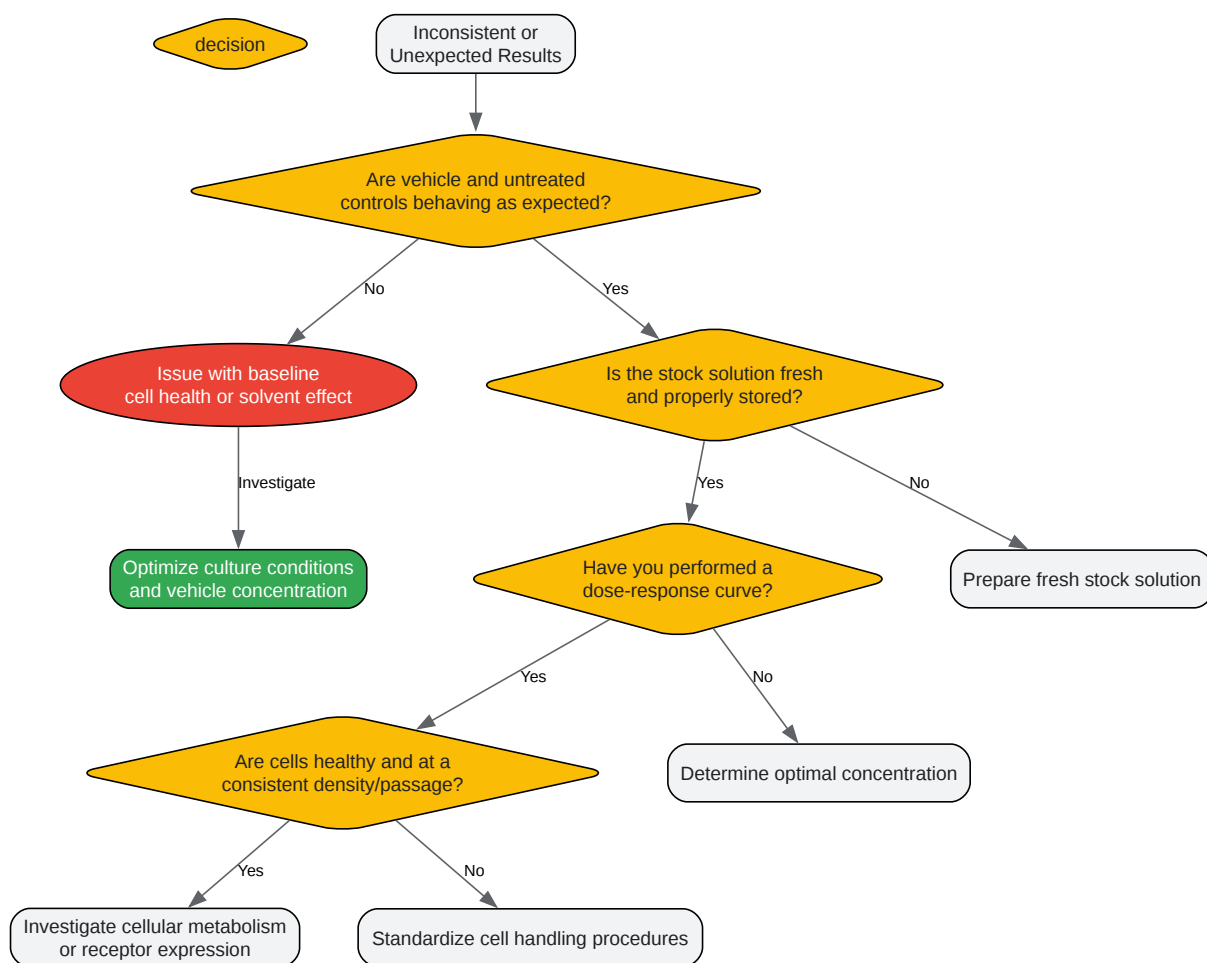 decision
Inconsistent or
Unexpected Results
Are vehicle and untreated
controls behaving as expected?
No
Yes
Issue with baseline
cell health or solvent effect
Is the stock solution fresh
and properly stored?
Investigate
Yes
No
Optimize culture conditions
and vehicle concentration
Have you performed a
dose-response curve?
Prepare fresh stock solution
Yes
No
Are cells healthy and at a
consistent density/passage?
Determine optimal concentration
Yes
No
Investigate cellular metabolism
or receptor expression
Standardize cell handling procedures